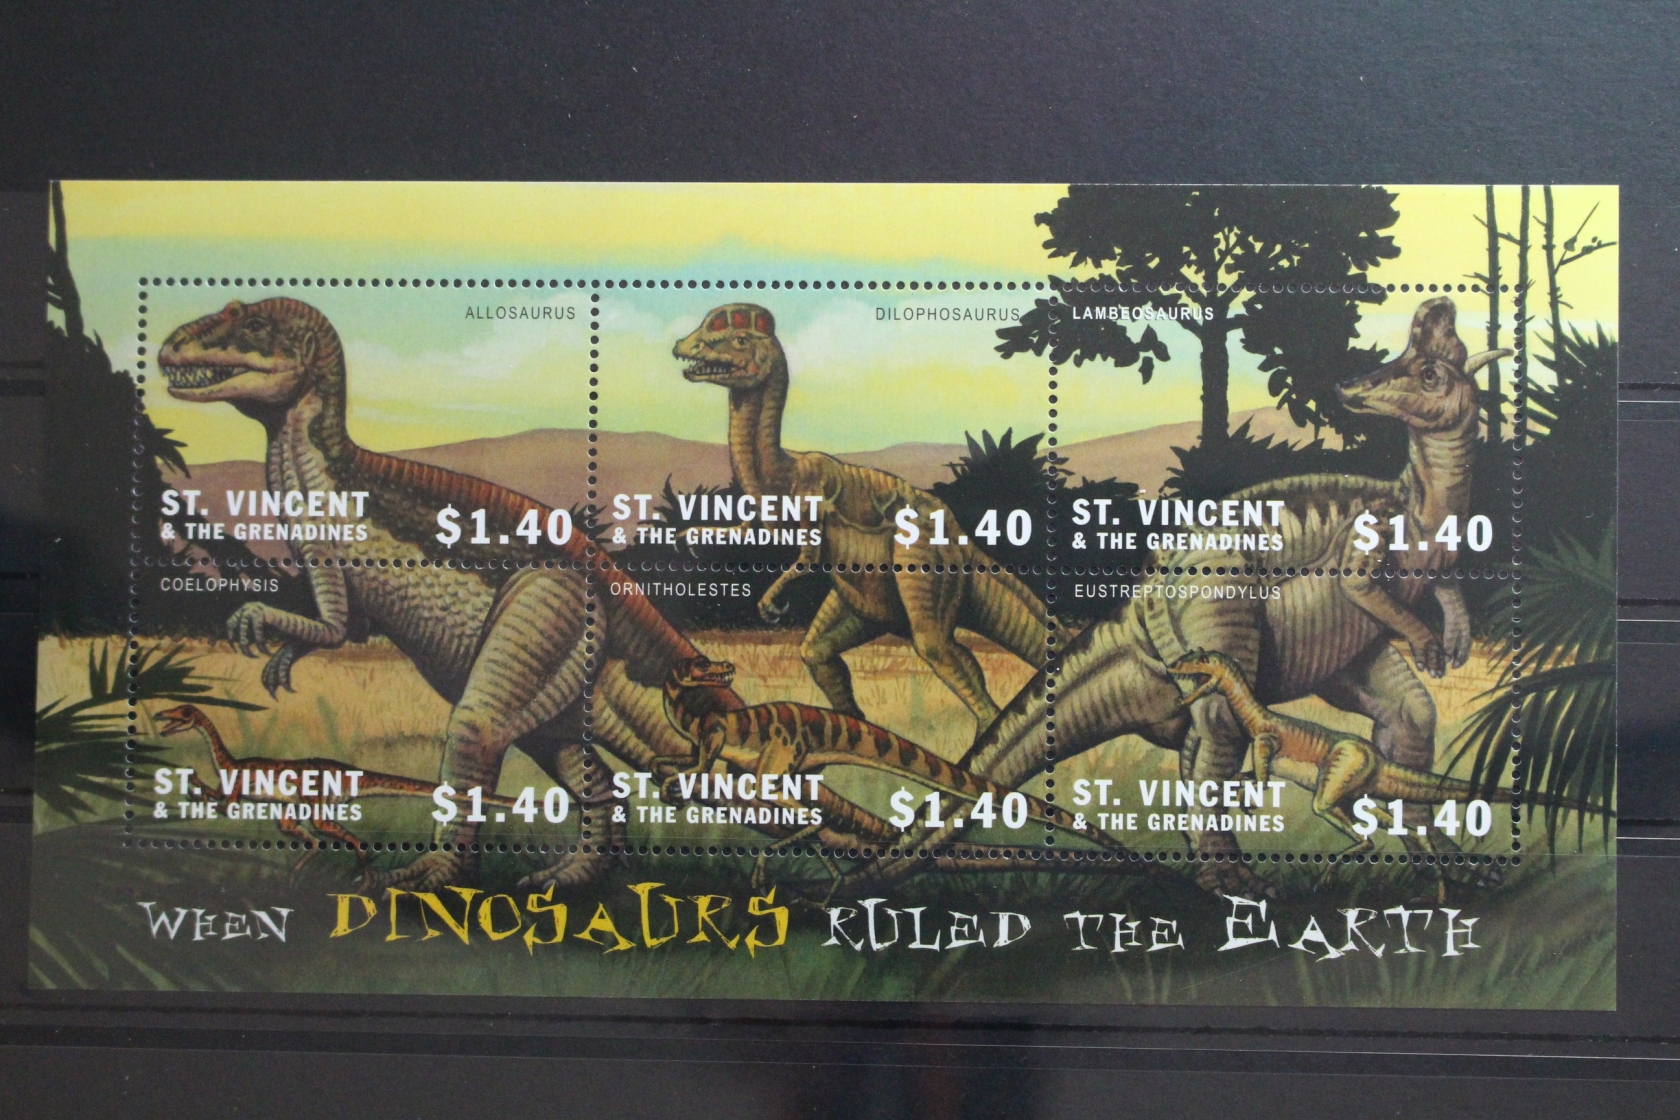 ALLOSAURUS
ST. VINCENT
& THE GRENADINES
$1.40
DILOPHOSAURUS
ST. VINCENT
& THE GRENADINES
$1.40
LAMBEOSAURUS
ST. VINCENT
& THE GRENADINES
$1.40
COELOPHYSIS
ST. VINCENT
& THE GRENADINES
$1.40
ORNITHOLESTES
ST. VINCENT
& THE GRENADINES
$1.40
EUSTREPTOSPONDYLUS
ST. VINCENT
& THE GRENADINES
$1.40
WHEN DINOSAURS RULED THE EARTH